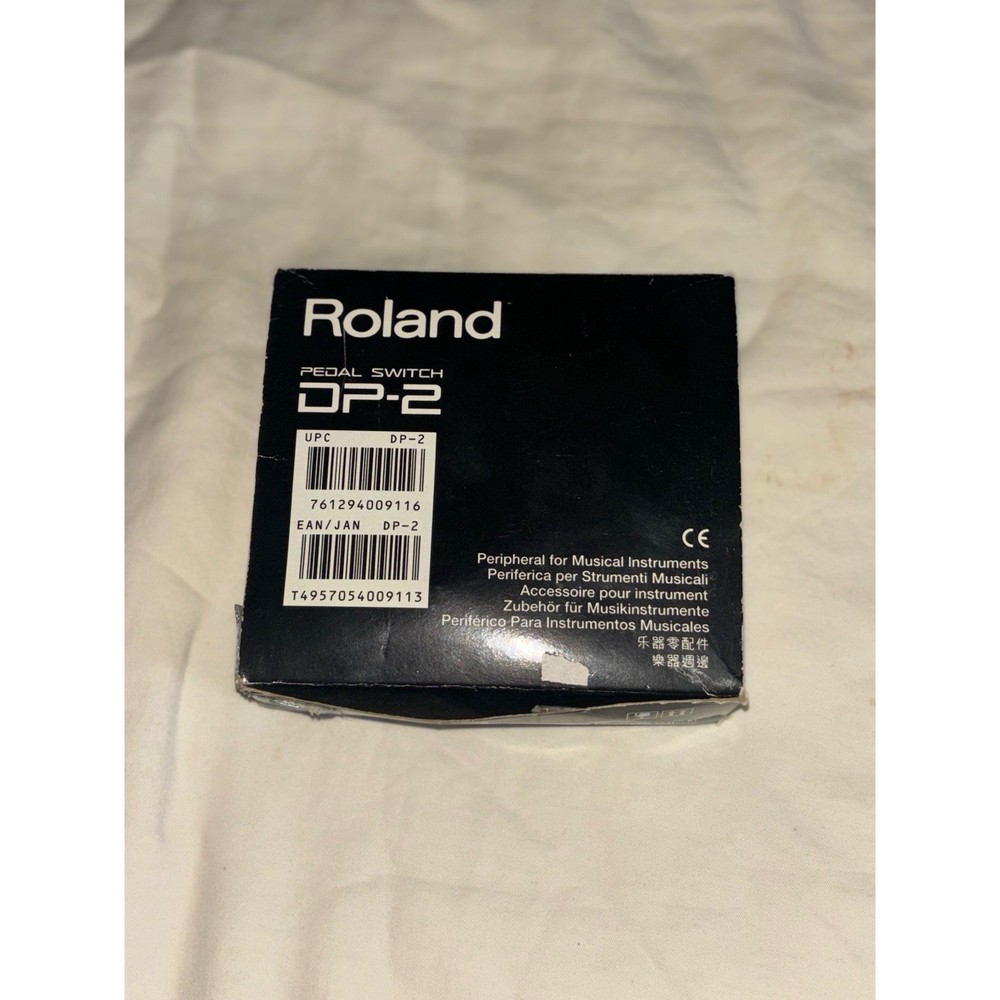 Roland
PEDAL SWITCH
DP-2
UPC DP-2
761294009116
EAN/JAN DP-2
T4957054009113
CE
Peripheral for Musical Instruments
Periferica per Strumenti Musicali
Accessoire pour instrument
Zubehör für Musikinstrumente
Periférico Para Instrumentos Musicales
乐器零配件
樂器週邊